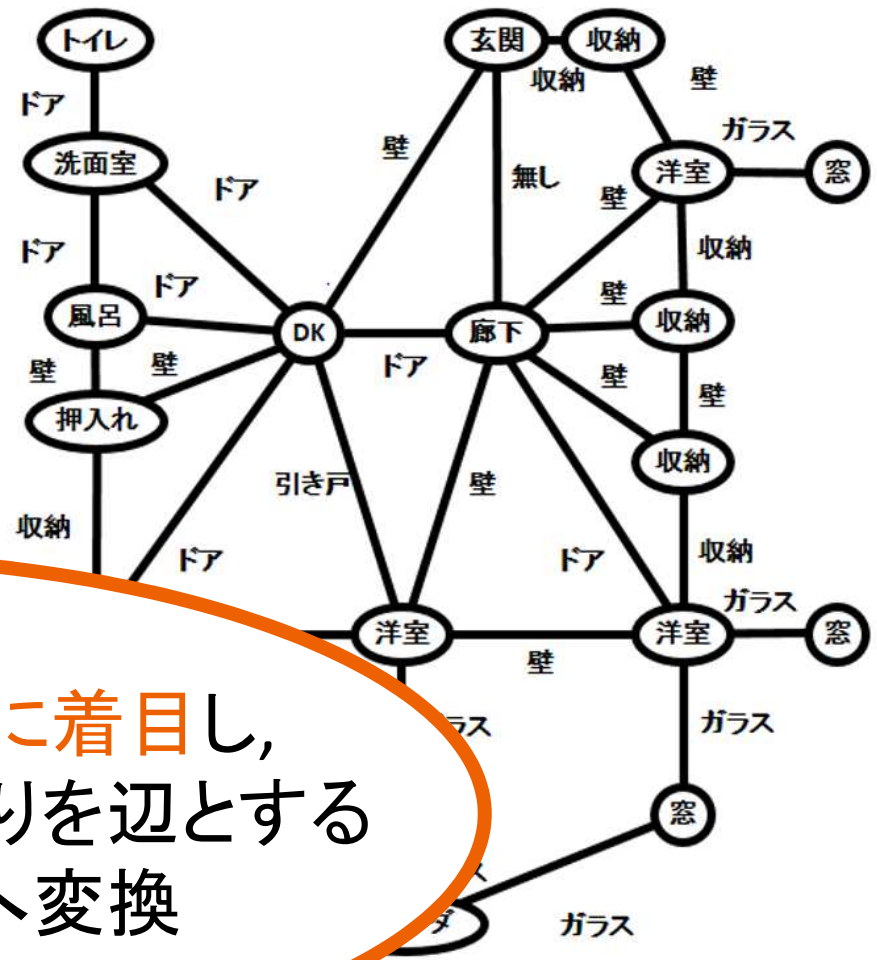 トイレ
玄関
収納
収納
ドア
壁
ガラス
洗面室
ドア
壁
無し
洋室
窓
壁
ドア
収納
ドア
壁
風呂
DK
廊下
収納
ドア
壁
壁
壁
壁
押入れ
収納
引き戸
壁
収納
ドア
ドア
収納
ガラス
洋室
洋室
窓
壁
に着目し,
ラス
ガラス
りを辺とする
窓
へ変換
ダ
ガラス